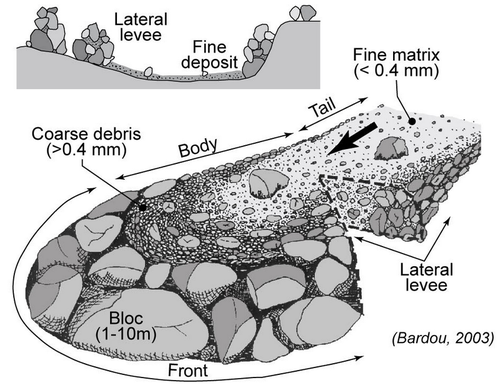 Lateral
levee
Fine
deposit
Fine matrix
(< 0.4 mm)
Tail
Body
Coarse debris
(>0.4 mm)
Lateral
levee
Bloc
(1-10m)
Front
(Bardou, 2003)